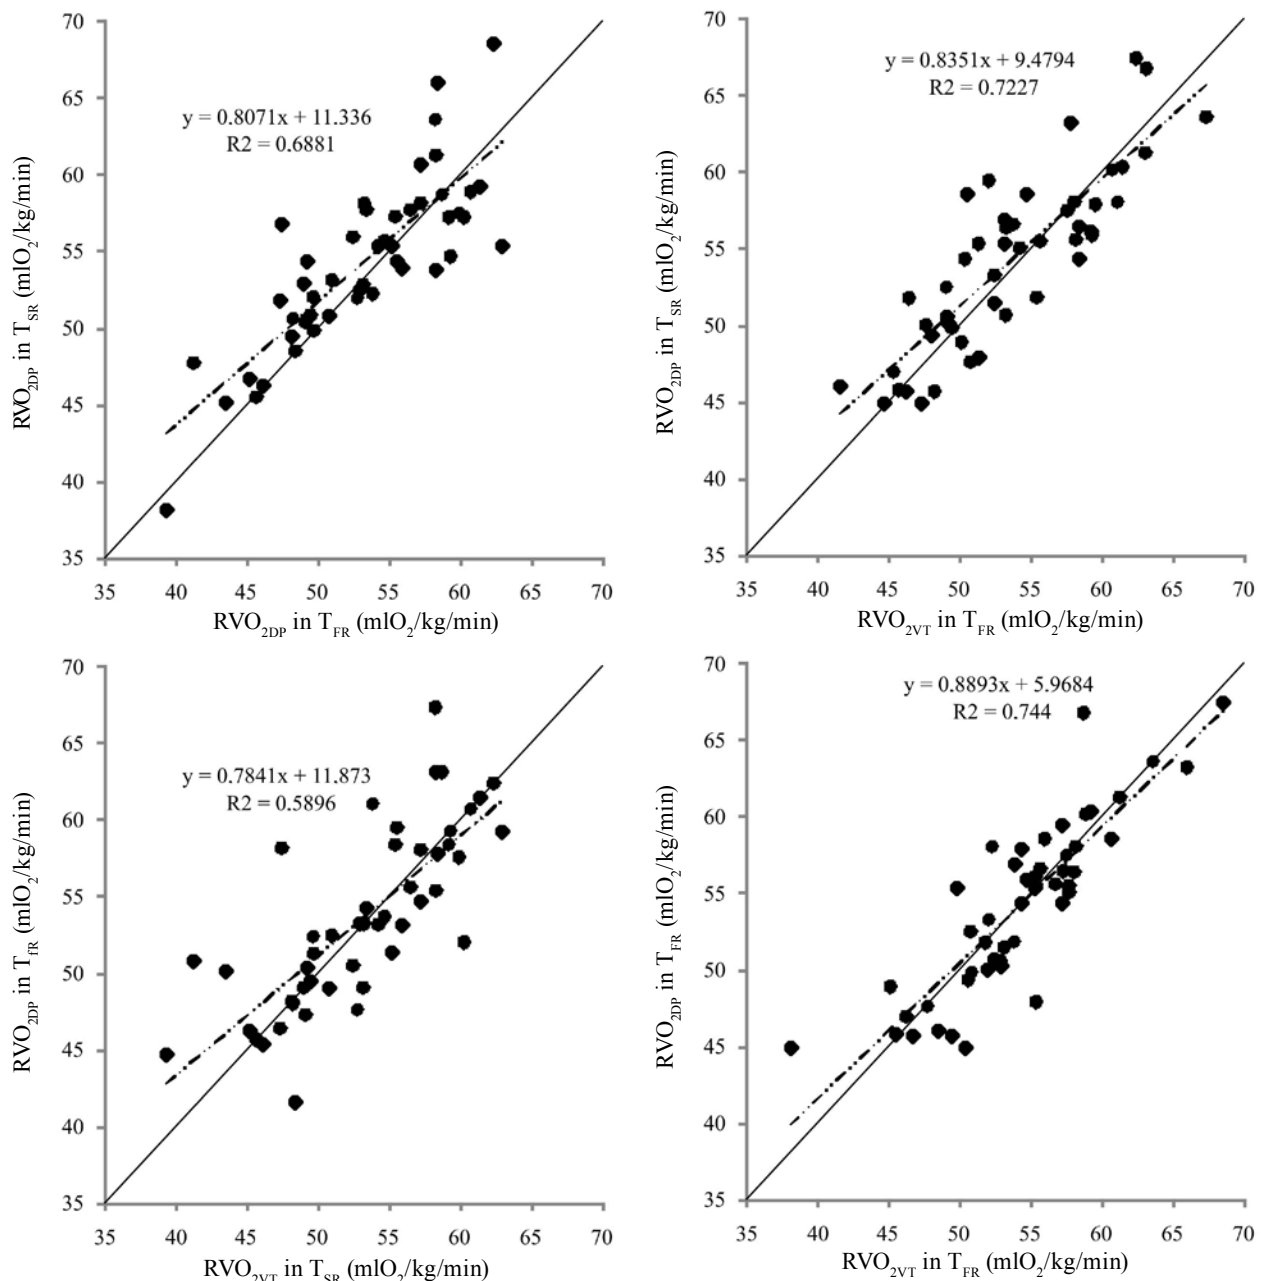 70
65
60
55
50
45
40
35
y = 0.8071x + 11.336
R2 = 0.6881
RVO2DP in TSR (mlO2/kg/min)
35 40 45 50 55 60 65 70
RVO2DP in TFR (mlO2/kg/min)
70
65
60
55
50
45
40
35
y = 0.8351x + 9.4794
R2 = 0.7227
RVO2DP in TSR (mlO2/kg/min)
35 40 45 50 55 60 65 70
RVO2VT in TFR (mlO2/kg/min)
70
65
60
55
50
45
40
35
y = 0.7841x + 11.873
R2 = 0.5896
RVO2DP in TfR (mlO2/kg/min)
35 40 45 50 55 60 65 70
RVO2VT in TSR (mlO2/kg/min)
70
65
60
55
50
45
40
35
y = 0.8893x + 5.9684
R2 = 0.744
RVO2DP in TFR (mlO2/kg/min)
35 40 45 50 55 60 65 70
RVO2VT in TFR (mlO2/kg/min)